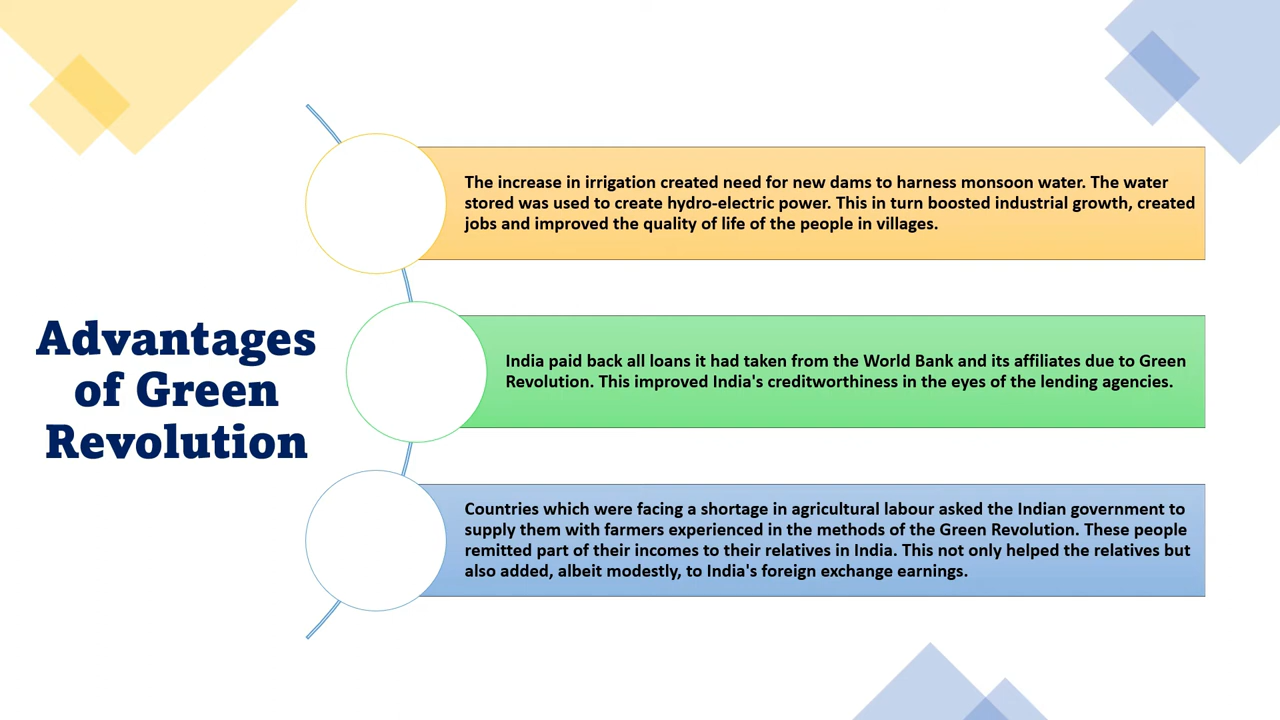 Advantages
of Green
Revolution
The increase in irrigation created need for new dams to harness monsoon water. The water
stored was used to create hydro-electric power. This in turn boosted industrial growth, created
jobs and improved the quality of life of the people in villages.
India paid back all loans it had taken from the World Bank and its affiliates due to Green
Revolution. This improved India's creditworthiness in the eyes of the lending agencies.
Countries which were facing a shortage in agricultural labour asked the Indian government to
supply them with farmers experienced in the methods of the Green Revolution. These people
remitted part of their incomes to their relatives in India. This not only helped the relatives but
also added, albeit modestly, to India's foreign exchange earnings.